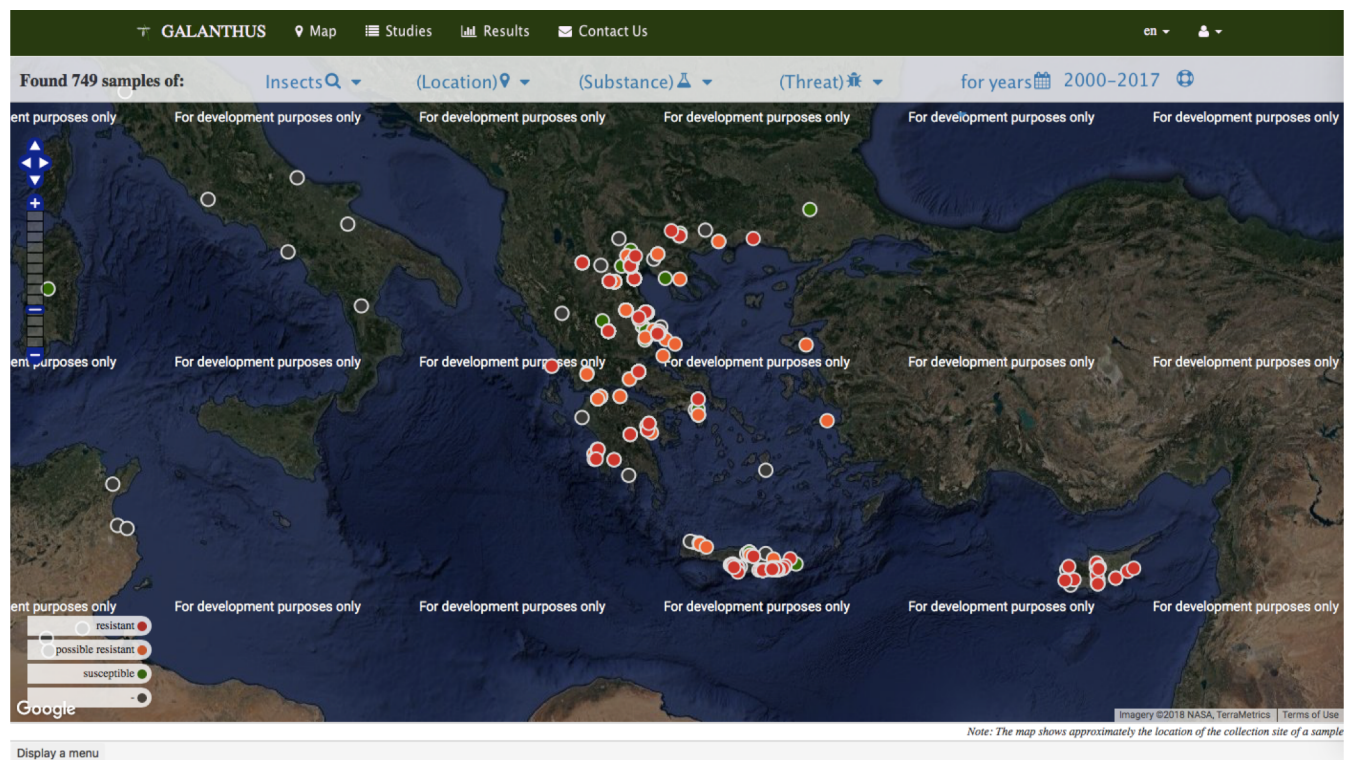 GALANTHUS Map Studies Results Contact Us en
Found 749 samples of: Insects (Location) (Substance) (Threat) for years 2000-2017
ent purposes only For development purposes only For development purposes only For development purposes only For development purposes only For development purposes only
ent purposes only For development purposes only For development purposes only For development purposes only For development purposes only For development purposes only
ent purposes only For development purposes only For development purposes only For development purposes only For development purposes only For development purposes only
resistant
possible resistant
susceptible
-
Google
Imagery ©2018 NASA, TerraMetrics Terms of Use
Note: The map shows approximately the location of the collection site of a sample
Display a menu